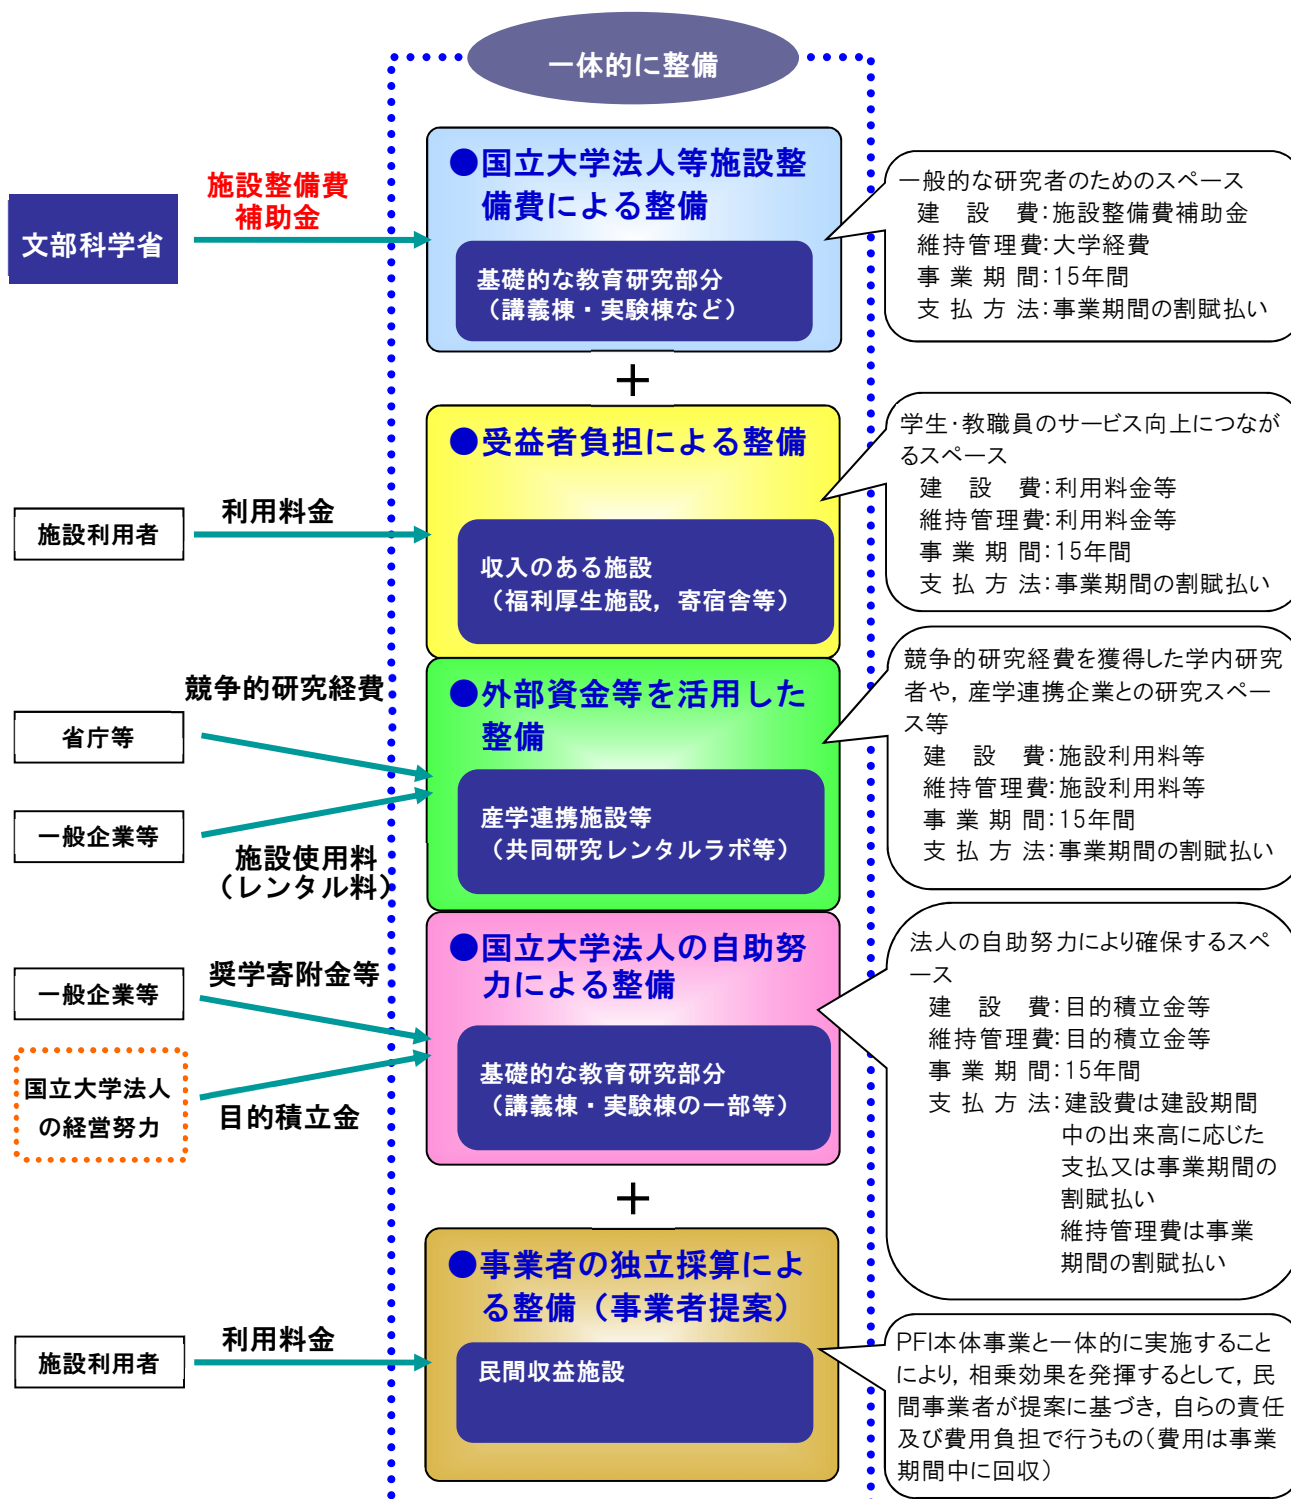 一体的に整備
文部科学省
施設整備費
補助金
●国立大学法人等施設整
備費による整備
基礎的な教育研究部分
（講義棟・実験棟など）
一般的な研究者のためのスペース
建　設　費：施設整備費補助金
維持管理費：大学経費
事 業 期 間：15年間
支 払 方 法：事業期間の割賦払い
＋
施設利用者
利用料金
●受益者負担による整備
収入のある施設
（福利厚生施設，寄宿舎等）
学生・教職員のサービス向上につなが
るスペース
建　設　費：利用料金等
維持管理費：利用料金等
事 業 期 間：15年間
支 払 方 法：事業期間の割賦払い
競争的研究経費
省庁等
一般企業等
施設使用料
（レンタル料）
●外部資金等を活用した
整備
産学連携施設等
（共同研究レンタルラボ等）
競争的研究経費を獲得した学内研究
者や，産学連携企業との研究スペー
ス等
建　設　費：施設利用料等
維持管理費：施設利用料等
事 業 期 間：15年間
支 払 方 法：事業期間の割賦払い
一般企業等
奨学寄附金等
国立大学法人
の経営努力
目的積立金
●国立大学法人の自助努
力による整備
基礎的な教育研究部分
（講義棟・実験棟の一部等）
法人の自助努力により確保するスペ
ース
建　設　費：目的積立金等
維持管理費：目的積立金等
事 業 期 間：15年間
支 払 方 法：建設費は建設期間
中の出来高に応じた
支払又は事業期間の
割賦払い
維持管理費は事業
期間の割賦払い
＋
施設利用者
利用料金
●事業者の独立採算によ
る整備（事業者提案）
民間収益施設
PFI本体事業と一体的に実施すること
により，相乗効果を発揮するとして，民
間事業者が提案に基づき，自らの責任
及び費用負担で行うもの（費用は事業
期間中に回収）